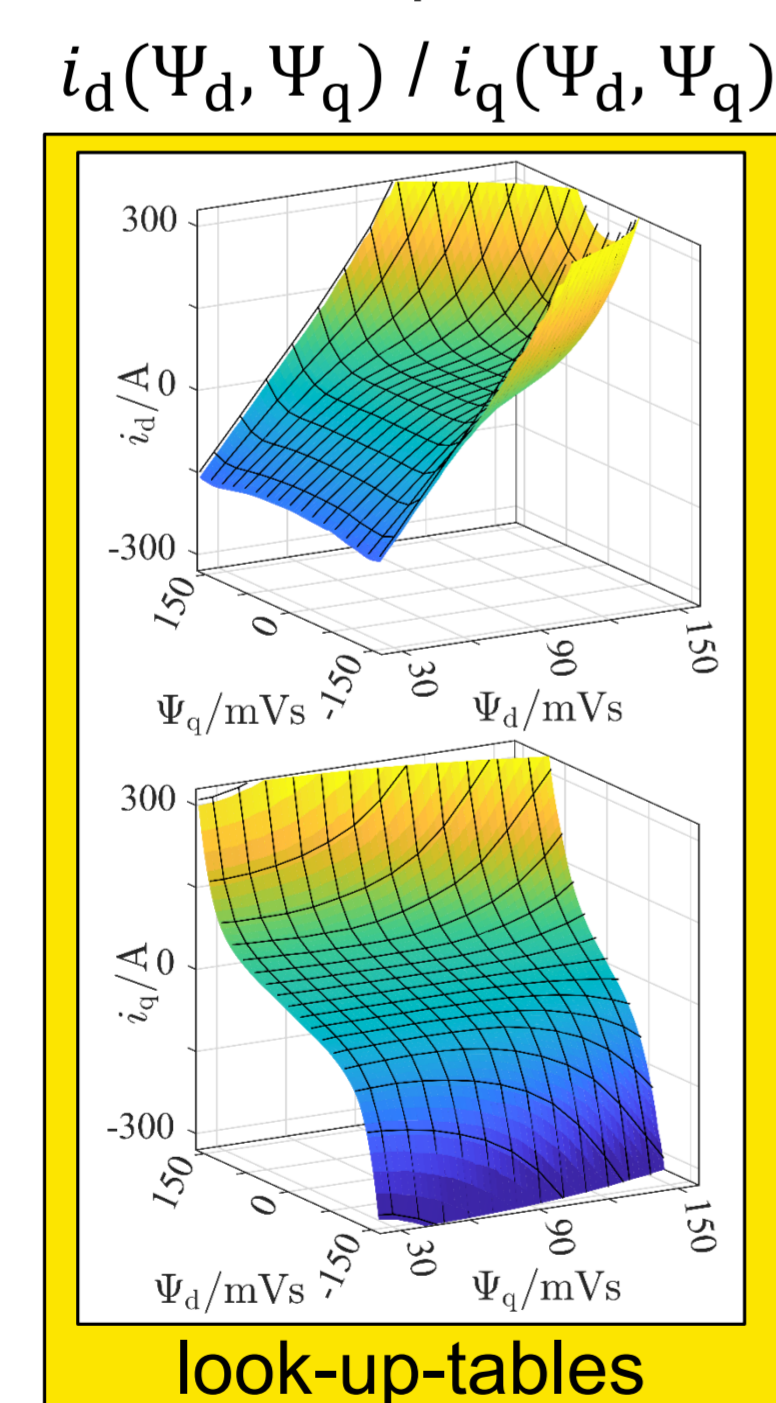 i_d(Ψ_d, Ψ_q) / i_q(Ψ_d, Ψ_q)
300
0
-300
i_d/A
150
0
-150
Ψ_q/mVs
30
90
150
Ψ_d/mVs
300
0
-300
i_q/A
150
0
-150
Ψ_d/mVs
30
90
150
Ψ_q/mVs
look-up-tables